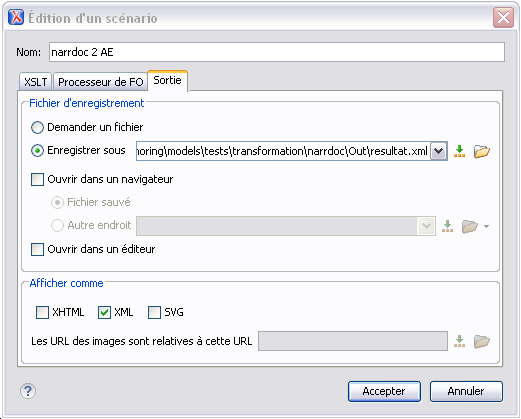 Édition d'un scénario
Nom: narrdoc 2 AE
XSLT Processeur de FO Sortie
Fichier d'enregistrement
Demander un fichier
Enregistrer sous oring\models\tests\transformation\narrdoc\Out\resultat.xml
Ouvrir dans un navigateur
Fichier sauvé
Autre endroit
Ouvrir dans un éditeur
Afficher comme
XHTML XML SVG
Les URL des images sont relatives à cette URL
?
Accepter Annuler